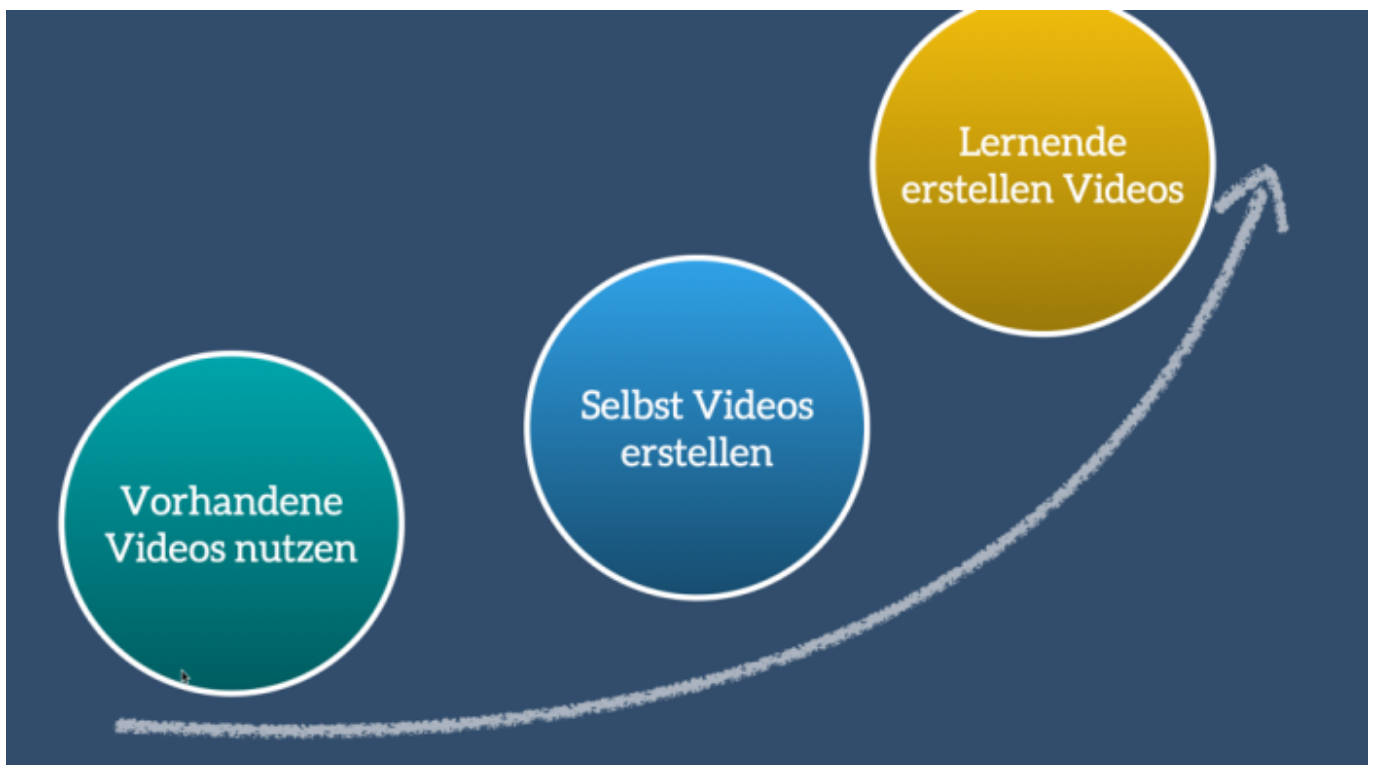 Vorhandene
Videos nutzen
Selbst Videos
erstellen
Lernende
erstellen Videos